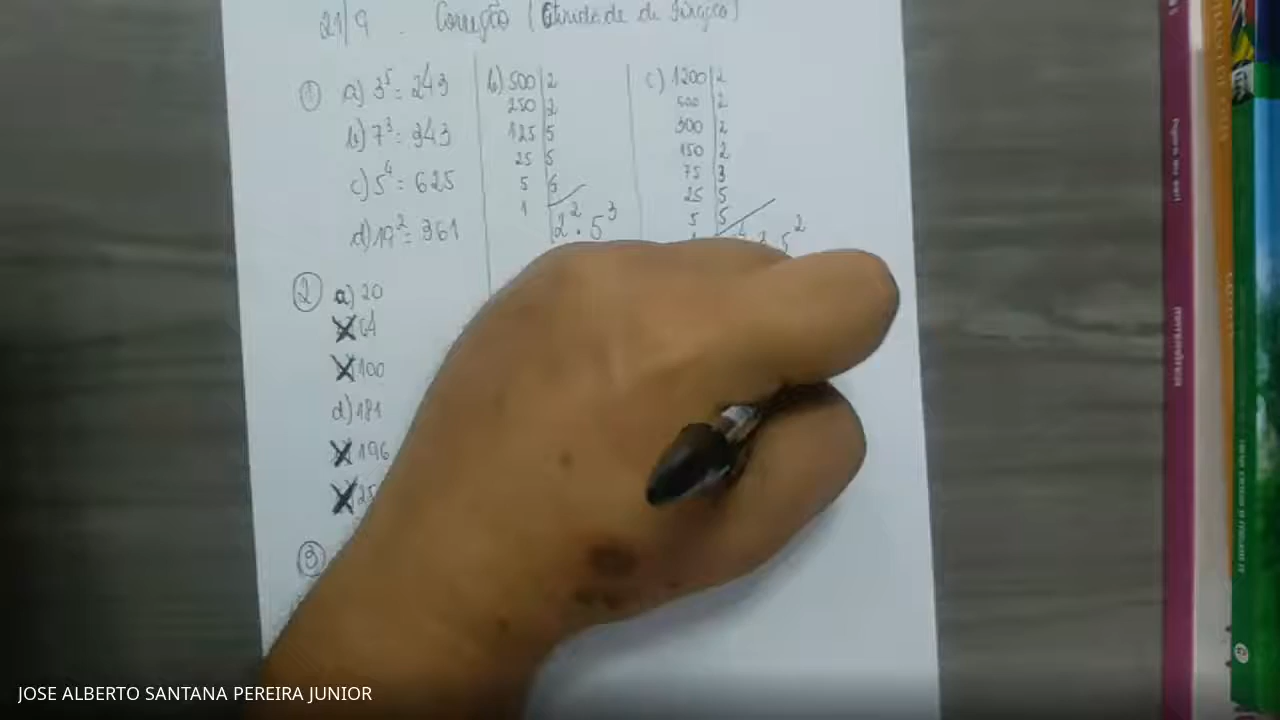 21/9 Correção (Atividade de
① a) 3⁵= 243
b) 7³= 343
c) 5⁴= 625
d) 19²= 361
b) 500|2
250|2
125|5
25|5
5|5
1
2² . 5³
c) 1200|2
600|2
300|2
150|2
75|3
25|5
5|5
5²
② a) 20
64
100
d) 181
196
25
③
JOSE ALBERTO SANTANA PEREIRA JUNIOR